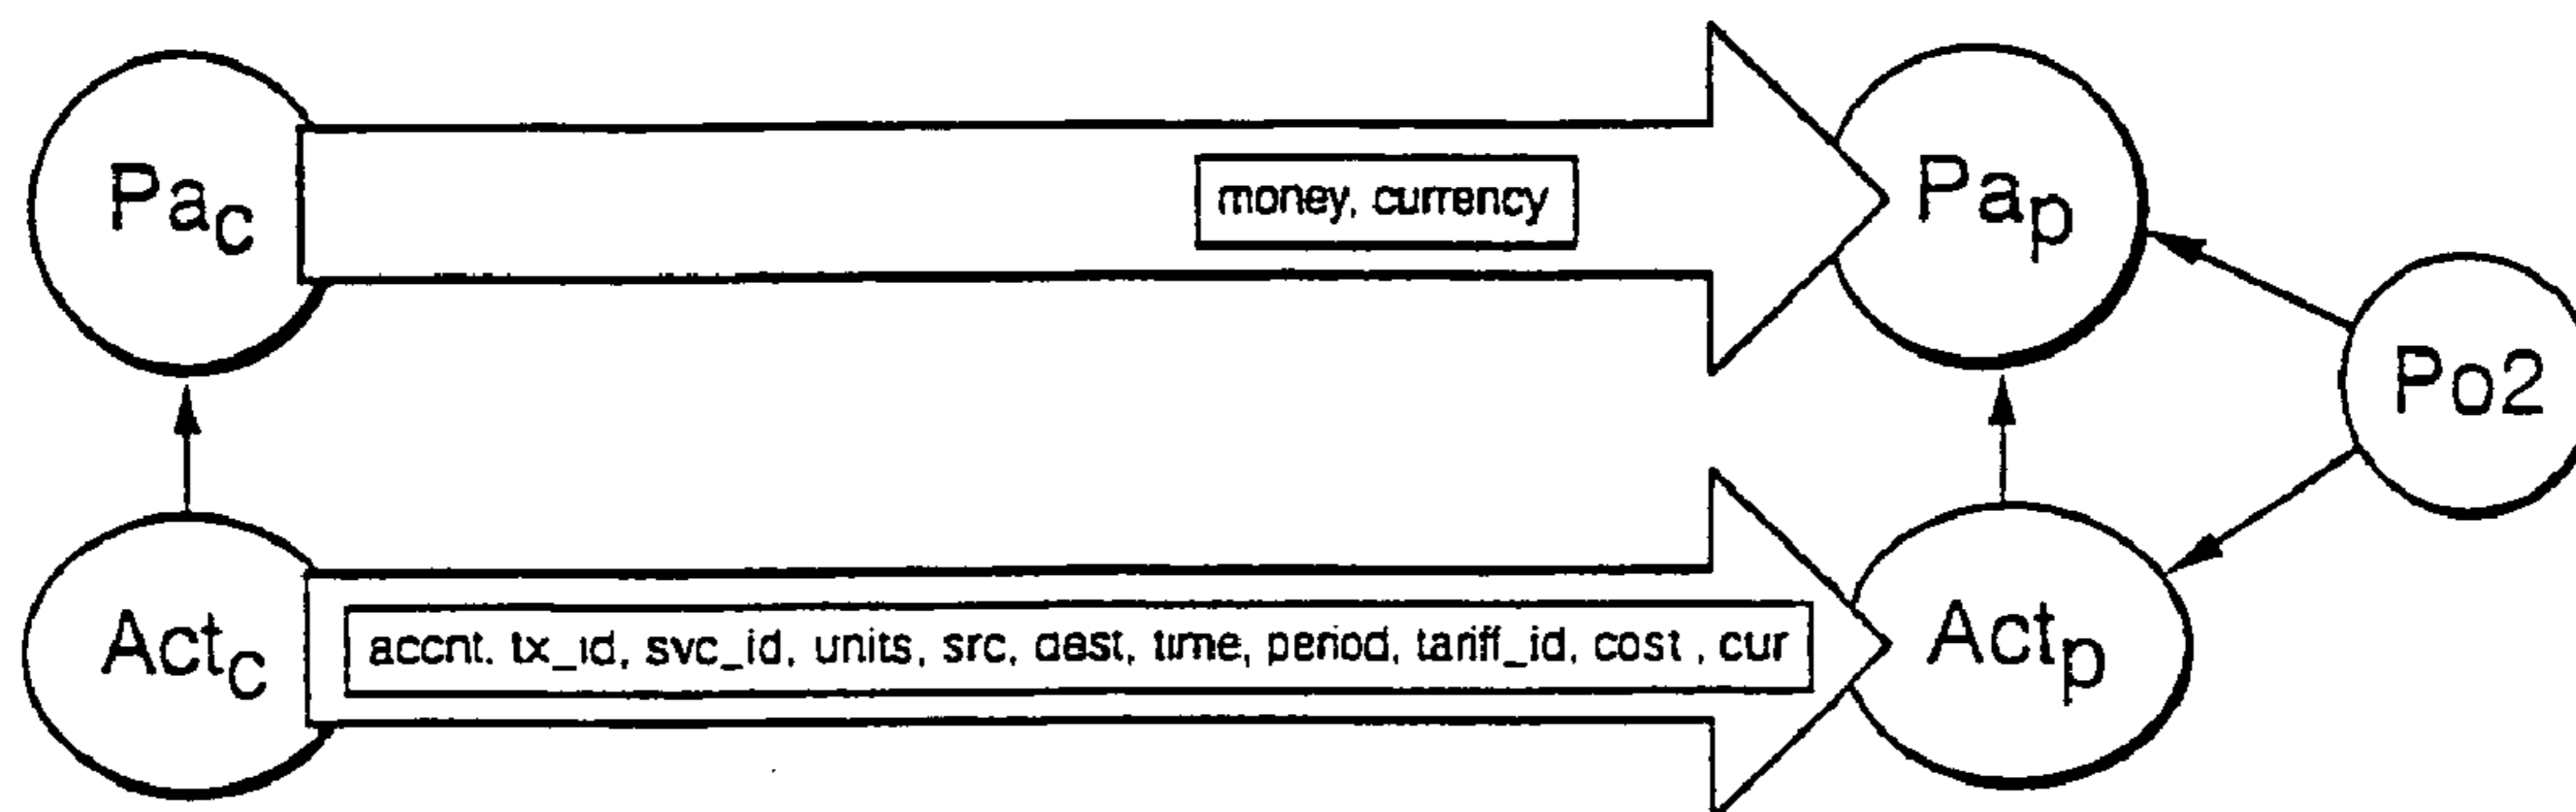 Pac
money, currency
Pap
Po2
Actc
accnt. tx_id, svc_id, units, src, dest, time, period, tariff_id, cost , cur
Actp